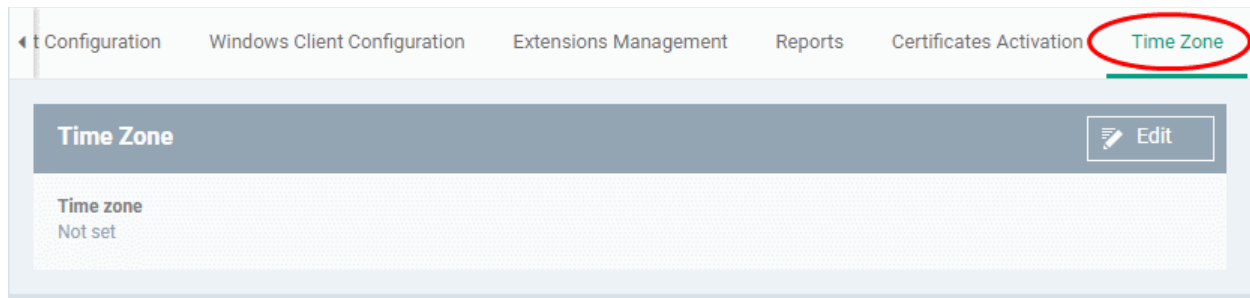 t Configuration Windows Client Configuration Extensions Management Reports Certificates Activation Time Zone
Time Zone Edit
Time zone
Not set